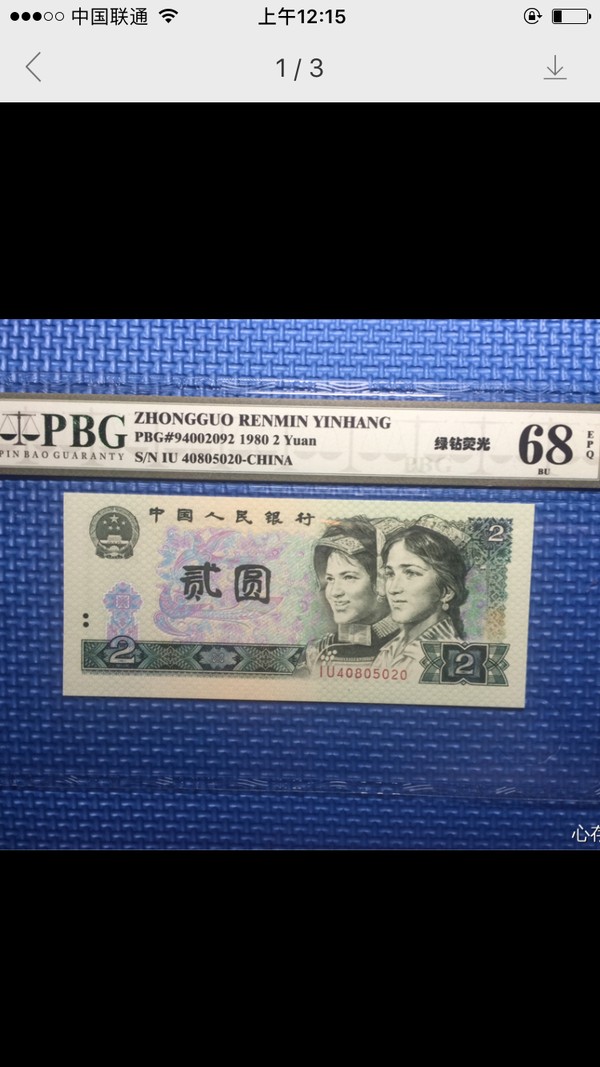 中国联通
上午12:15
1 / 3
PBG
PIN BAO GUARANTY
ZHONGGUO RENMIN YINHANG
PBG#94002092 1980 2 Yuan
S/N IU 40805020-CHINA
绿钻荧光
68
BU
EPQ
中国人民银行
2
贰圆
2
2
IU40805020
心存